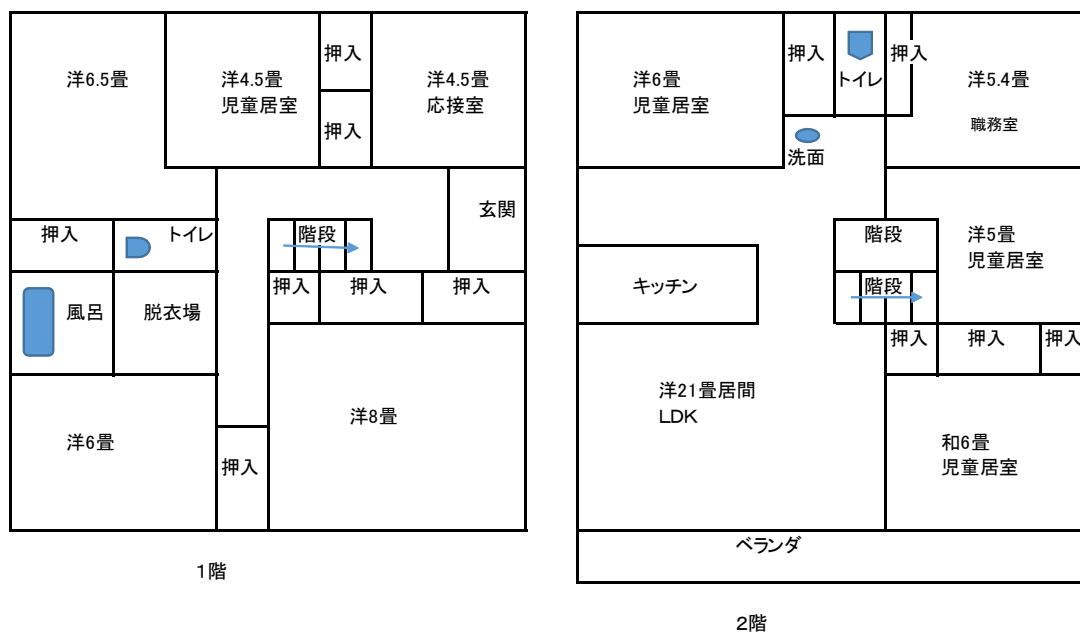 洋6.5畳
洋4.5畳
児童居室
押入
押入
洋4.5畳
応接室
玄関
押入
トイレ
階段
押入
押入
押入
風呂
脱衣場
洋6畳
押入
洋8畳
1階
洋6畳
児童居室
押入
トイレ
押入
洋5.4畳
職務室
洗面
階段
洋5畳
児童居室
キッチン
階段
押入
押入
押入
洋21畳居間
LDK
和6畳
児童居室
ベランダ
2階